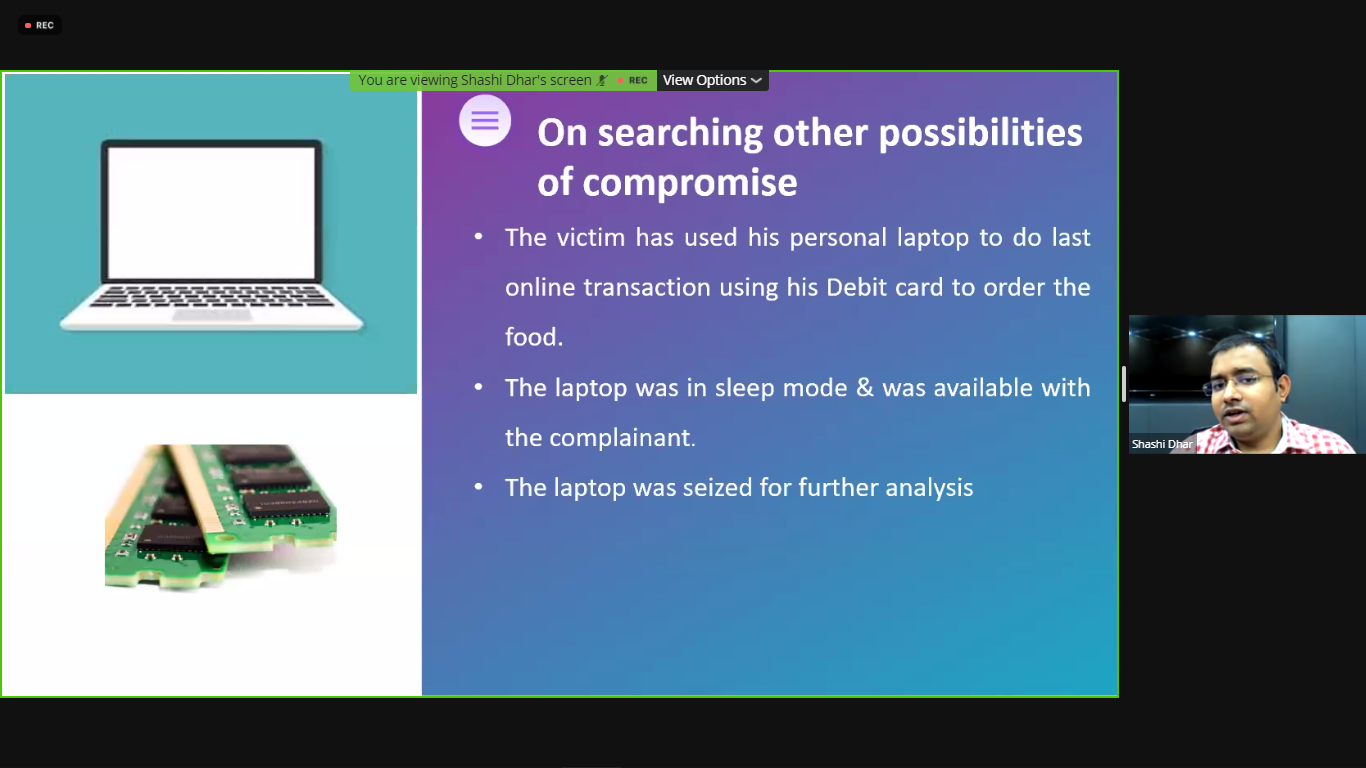 REC
You are viewing Shashi Dhar's screen
REC
View Options
On searching other possibilities
of compromise
• The victim has used his personal laptop to do last
online transaction using his Debit card to order the
food.
• The laptop was in sleep mode & was available with
the complainant.
• The laptop was seized for further analysis
Shashi Dhar